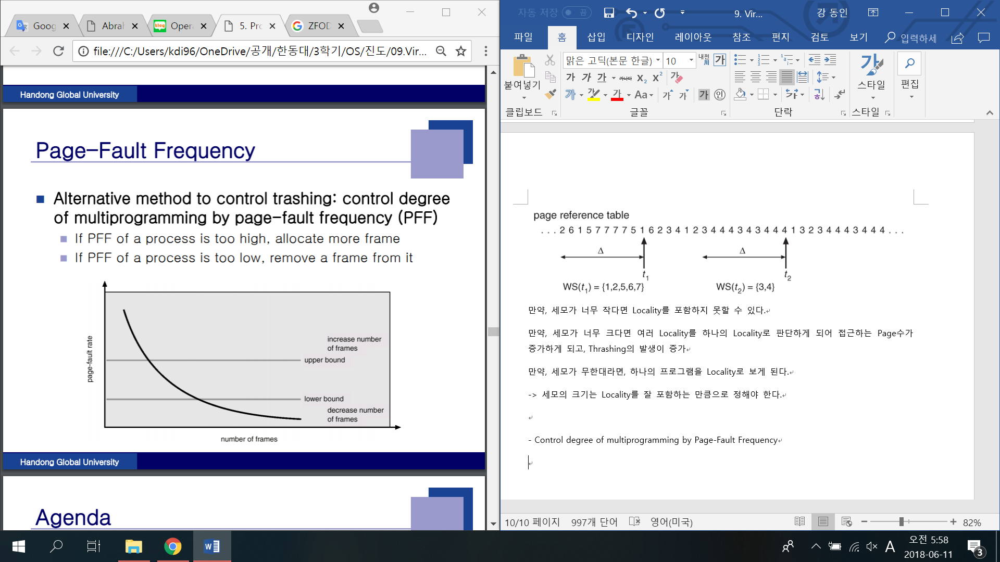 Goog
Abrah
Oper
5. Pro
ZFOD
file:///C:/Users/kdi96/OneDrive/공개/한동대/3학기/OS/진도/09.Vir...
Handong Global University
Page-Fault Frequency
Alternative method to control trashing: control degree
of multiprogramming by page-fault frequency (PFF)
If PFF of a process is too high, allocate more frame
If PFF of a process is too low, remove a frame from it
page-fault rate
increase number
of frames
upper bound
lower bound
decrease number
of frames
number of frames
Handong Global University
Agenda
자동 저장 끔
9. Vir...
강 동인
파일 홈 삽입 디자인 레이아웃 참조 편지 검토 보기 입력하세
붙여넣기
클립보드
맑은 고딕(본문 한글) 10
글꼴
단락
스타일
스타일
편집
page reference table
. . . 2 6 1 5 7 7 7 7 5 1 6 2 3 4 1 2 3 4 4 4 3 4 3 4 4 4 1 3 2 3 4 4 4 3 4 4 4 . . .
Δ Δ
t1 t2
WS(t1) = {1,2,5,6,7} WS(t2) = {3,4}
만약, 세모가 너무 작다면 Locality를 포함하지 못할 수 있다.
만약, 세모가 너무 크다면 여러 Locality를 하나의 Locality로 판단하게 되어 접근하는 Page수가
증가하게 되고, Thrashing의 발생이 증가
만약, 세모가 무한대라면, 하나의 프로그램을 Locality로 보게 된다.
-> 세모의 크기는 Locality를 잘 포함하는 만큼으로 정해야 한다.
- Control degree of multiprogramming by Page-Fault Frequency
10/10 페이지 997개 단어 영어(미국) 82%
A
오전 5:58
2018-06-11
3